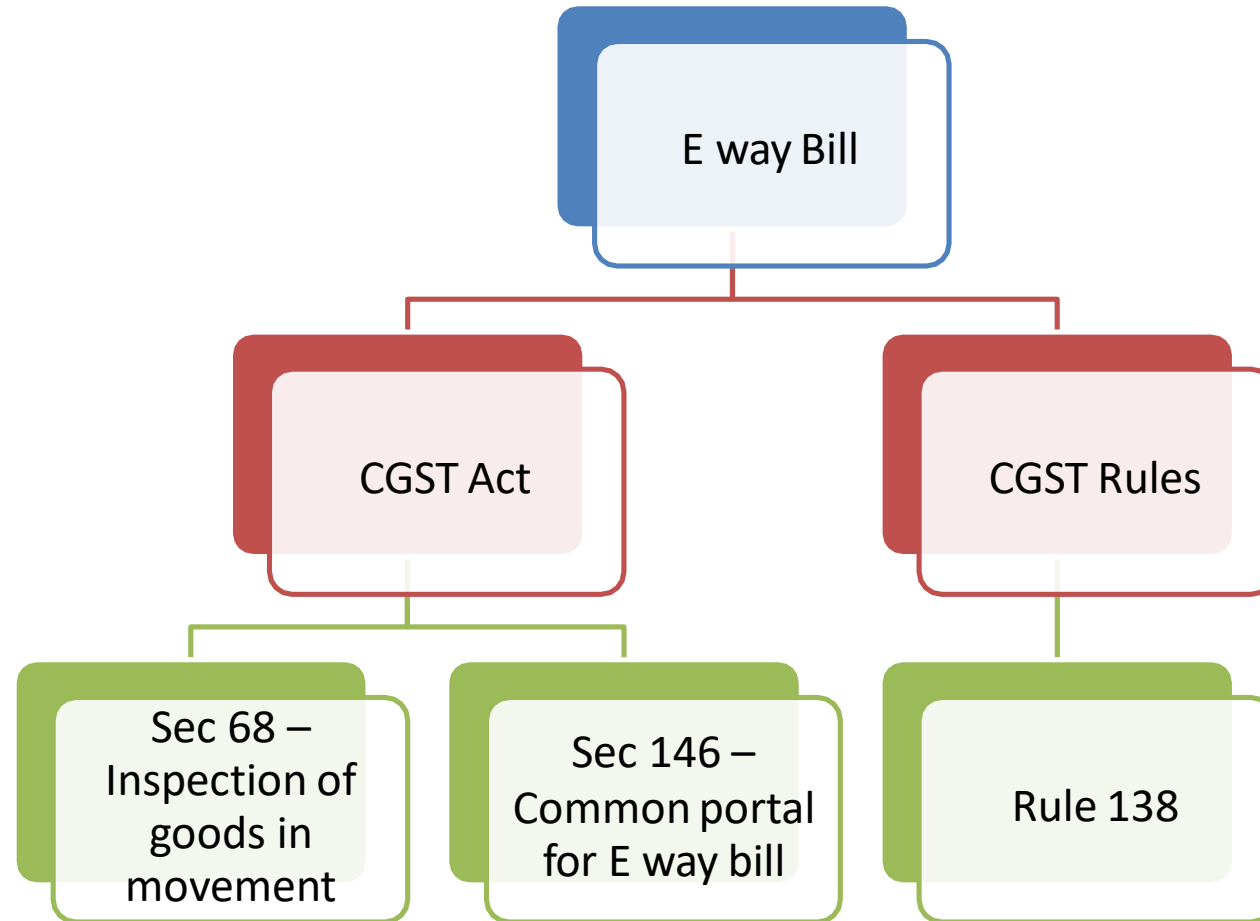 E way Bill
CGST Act
CGST Rules
Sec 68 –
Inspection of
goods in
movement
Sec 146 –
Common portal
for E way bill
Rule 138